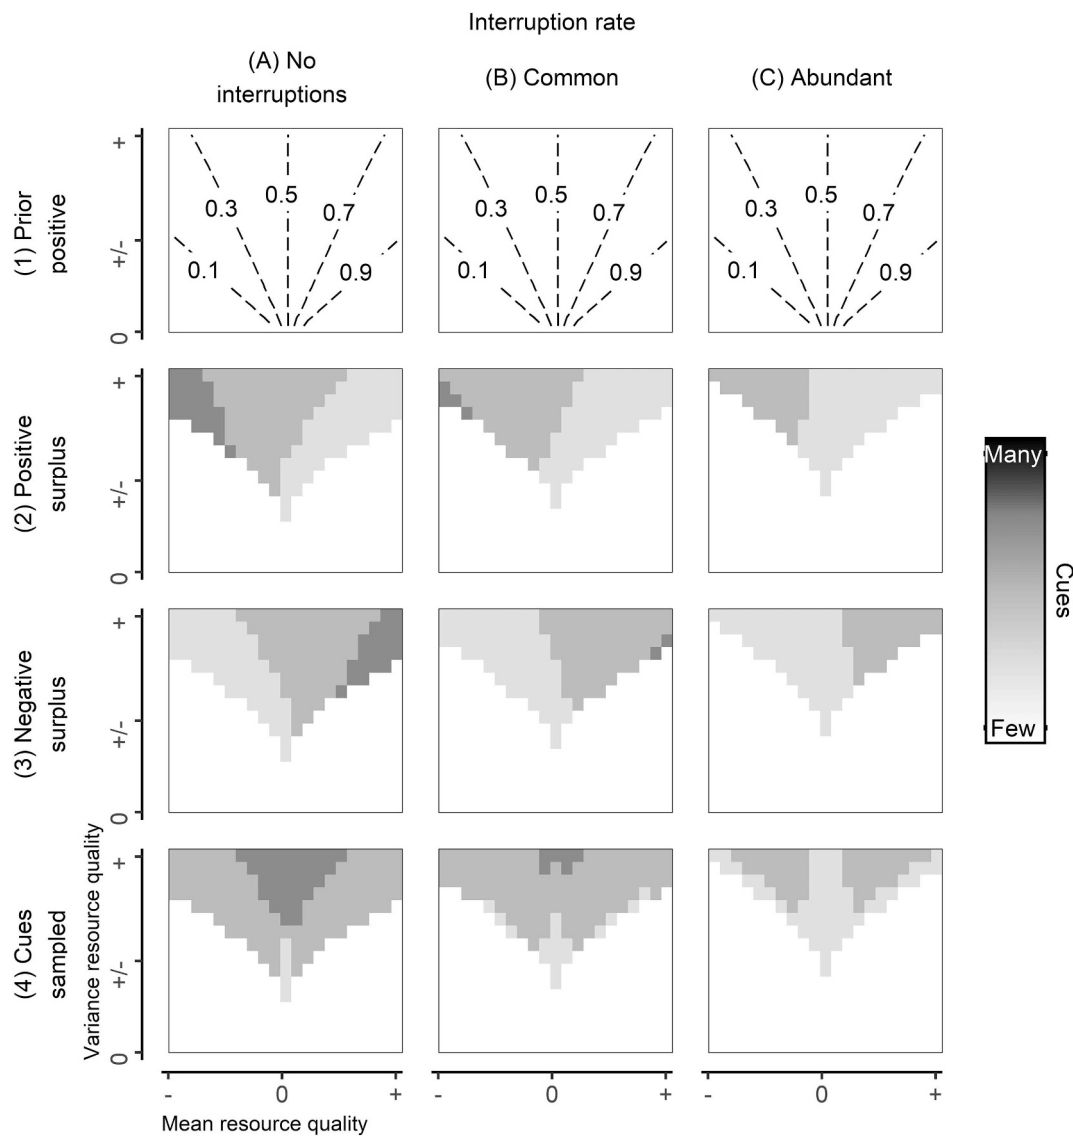 Interruption rate
(A) No
interruptions
(B) Common
(C) Abundant
(1) Prior
positive
+
+/-
0
0.1
0.3
0.5
0.7
0.9
0.1
0.3
0.5
0.7
0.9
0.1
0.3
0.5
0.7
0.9
(2) Positive
surplus
+
+/-
0
(3) Negative
surplus
+
+/-
0
(4) Cues
sampled
Variance resource quality
+
+/-
0
- 0 +
- 0 +
- 0 +
Mean resource quality
Many
Few
Cues